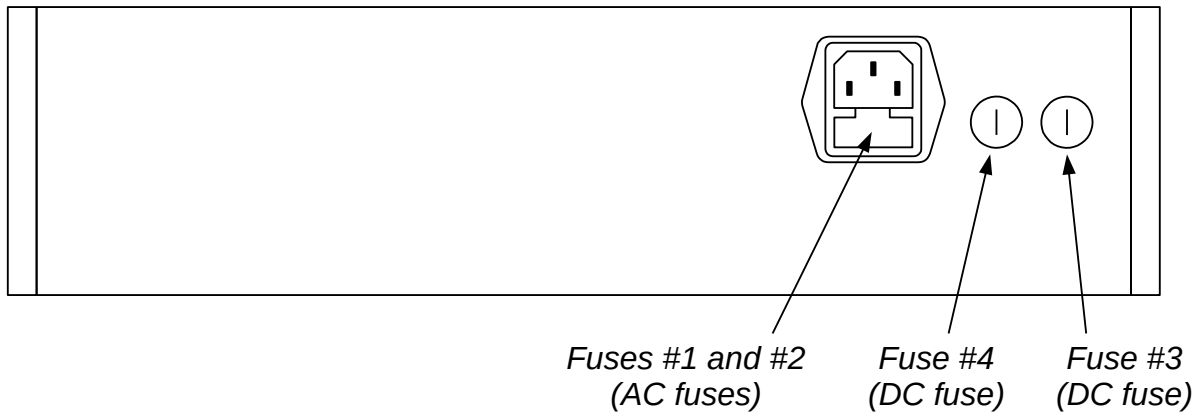 Fuses #1 and #2
(AC fuses)
Fuse #4
(DC fuse)
Fuse #3
(DC fuse)